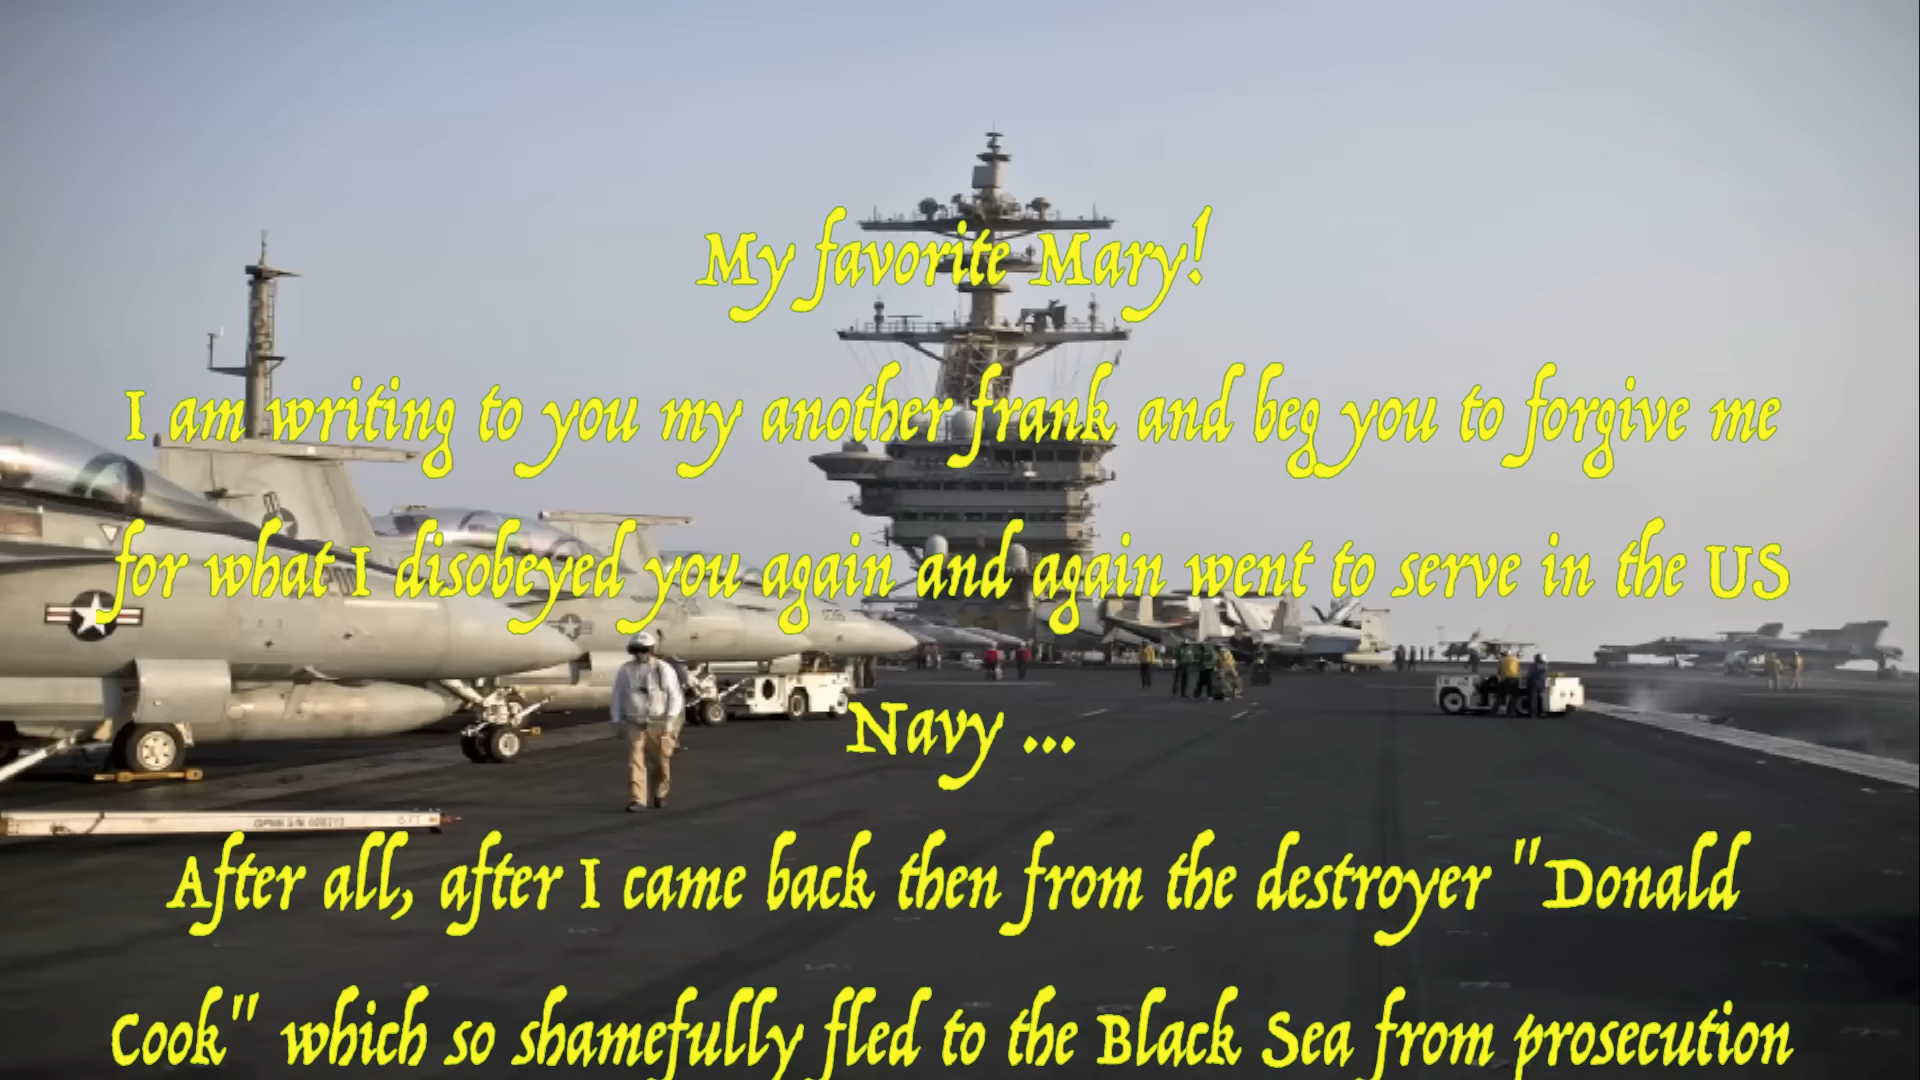 My favorite Mary!
I am writing to you my another frank and beg you to forgive me
for what I disobeyed you again and again went to serve in the US
Navy ...
After all, after I came back then from the destroyer "Donald
Cook" which so shamefully fled to the Black Sea from prosecution